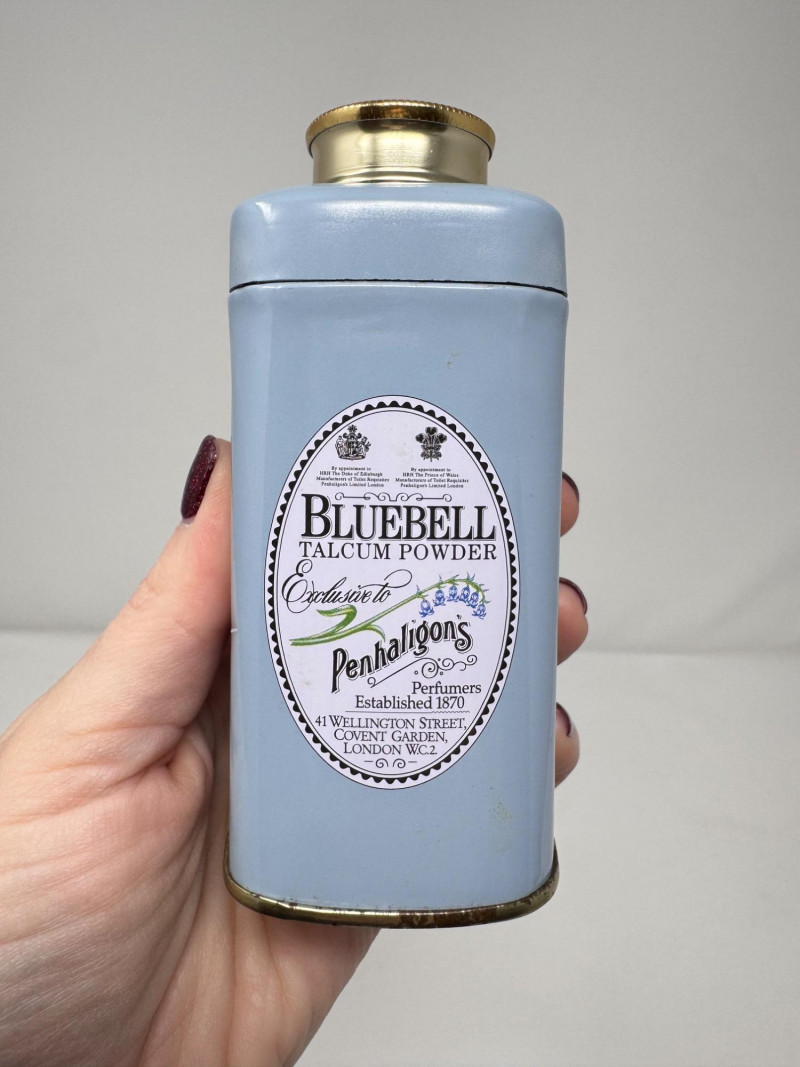 By appointment to
HRH The Duke of Edinburgh
Manufacturers of Toilet Requisites
Penhaligon's Limited London
By appointment to
HRH The Prince of Wales
Manufacturers of Toilet Requisites
Penhaligon's Limited London
BLUEBELL
TALCUM POWDER
Exclusive to
Penhaligon's
Perfumers
Established 1870
41 WELLINGTON STREET,
COVENT GARDEN,
LONDON W.C.2.